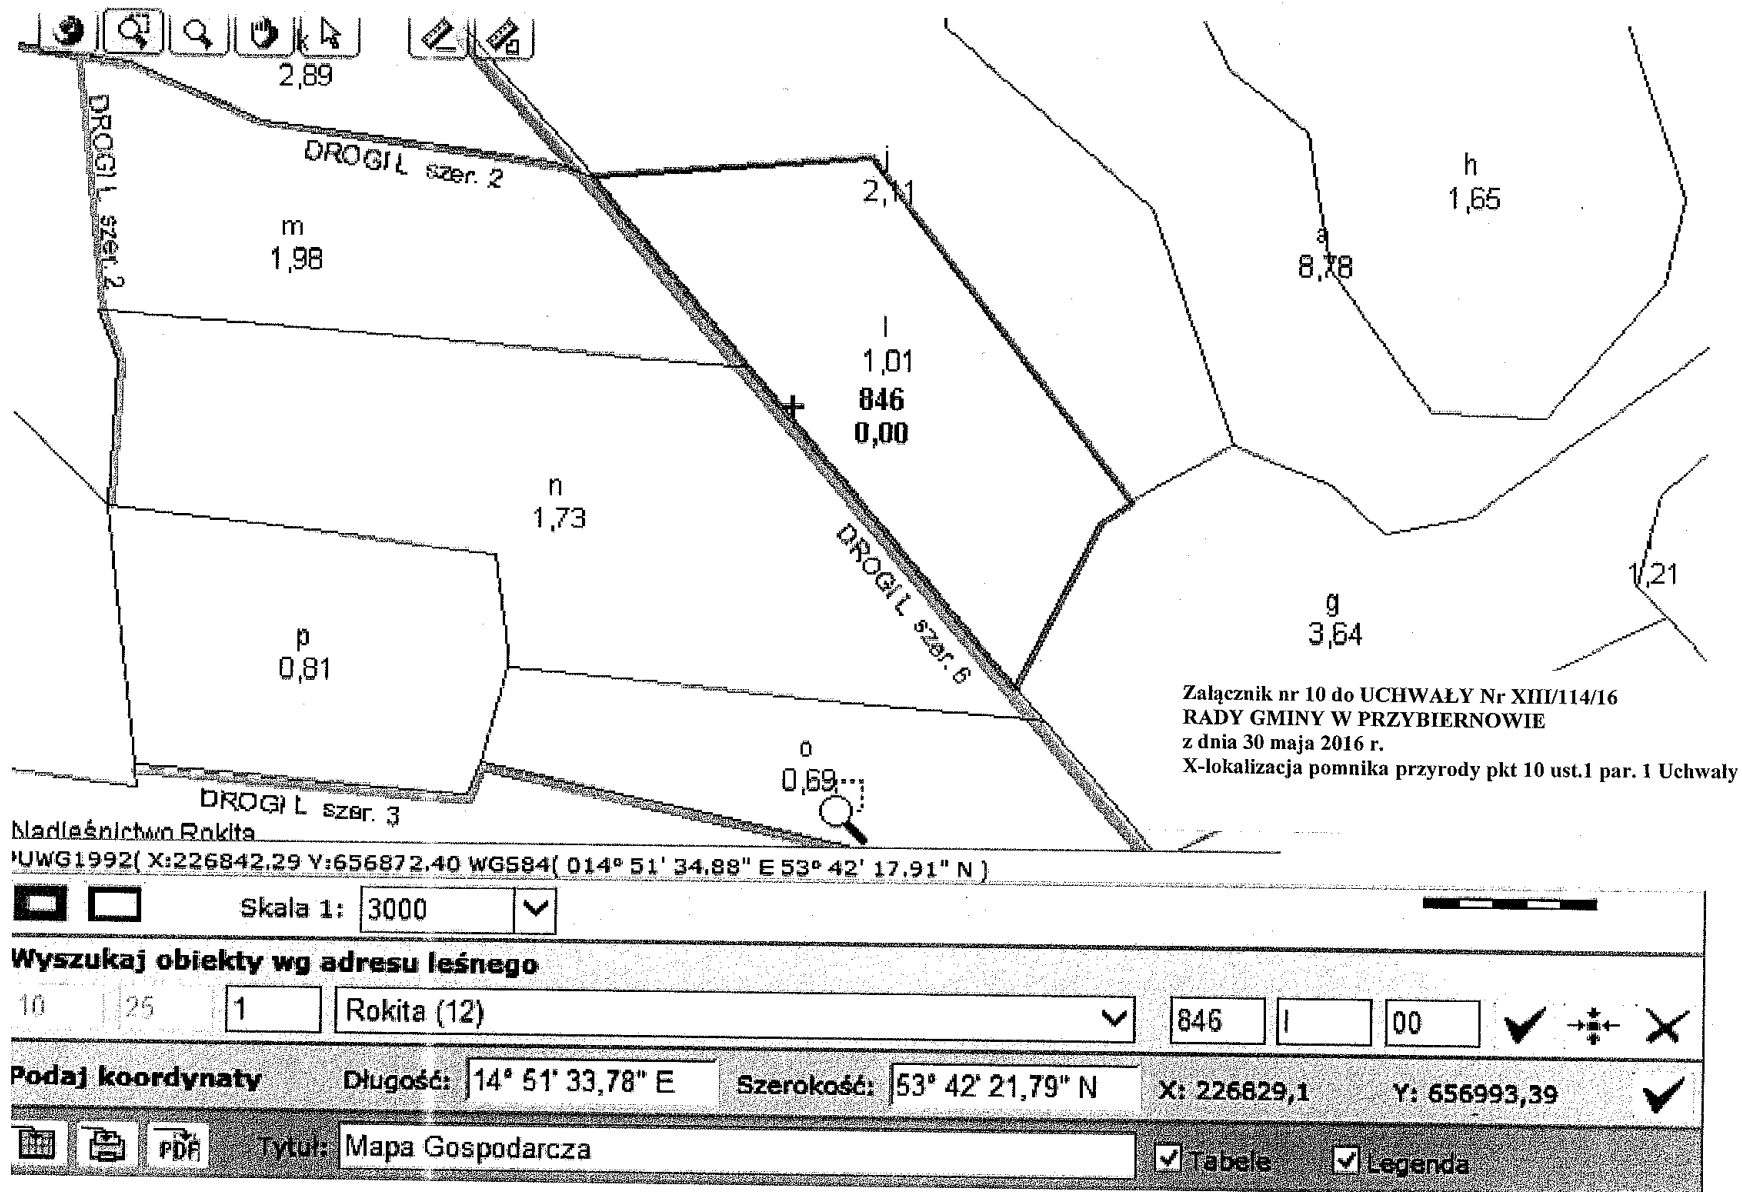 k
2,89
DROGI L szer. 2
DROGI L szer. 2
j
2,11
h
1,65
m
1,98
a
8,78
l
1,01
846
0,00
n
1,73
DROGI L szer. 6
1,21
g
3,64
p
0,81
Załącznik nr 10 do UCHWAŁY Nr XIII/114/16
RADY GMINY W PRZYBIERNOWIE
z dnia 30 maja 2016 r.
X-lokalizacja pomnika przyrody pkt 10 ust.1 par. 1 Uchwały
o
0,69
DROGI L szer. 3
Nadleśnictwo Rokita
PUWG1992( X:226842.29 Y:656872.40 WGS84( 014° 51' 34.88" E 53° 42' 17.91" N )
Skala 1: 3000
Wyszukaj obiekty wg adresu leśnego
10 25 1 Rokita (12) 846 l 00
Podaj koordynaty Długość: 14° 51' 33,78" E Szerokość: 53° 42' 21,79" N X: 226829,1 Y: 656993,39
PDF Tytuł: Mapa Gospodarcza Tabele Legenda